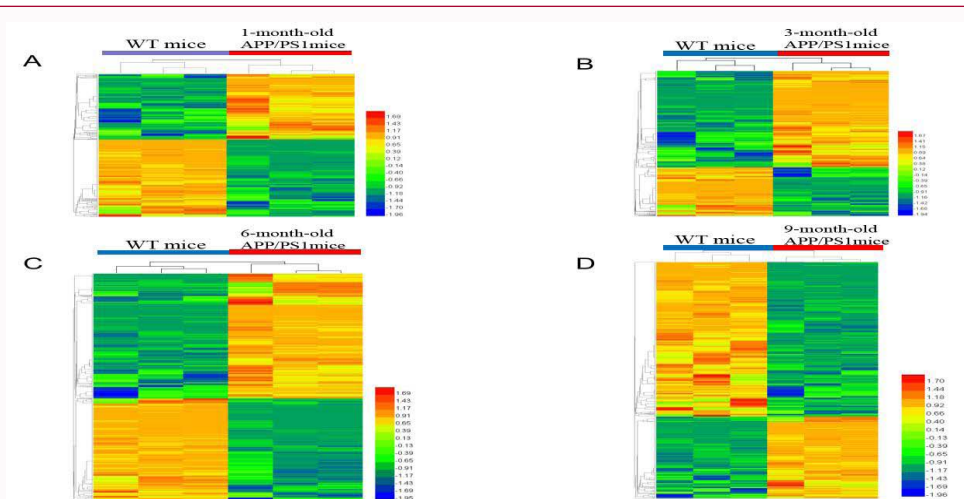 A
WT mice
1-month-old
APP/PS1mice
1.69
1.43
1.17
0.91
0.65
0.39
0.12
-0.14
-0.40
-0.66
-0.92
-1.18
-1.44
-1.70
-1.96
B
WT mice
3-month-old
APP/PS1mice
C
WT mice
6-month-old
APP/PS1mice
1.69
1.43
1.17
0.91
0.65
0.39
0.13
-0.13
-0.39
-0.65
-0.91
-1.17
-1.43
-1.69
-1.95
D
WT mice
9-month-old
APP/PS1mice
1.70
1.44
1.18
0.92
0.66
0.40
0.14
-0.13
-0.39
-0.65
-0.91
-1.17
-1.43
-1.69
-1.96